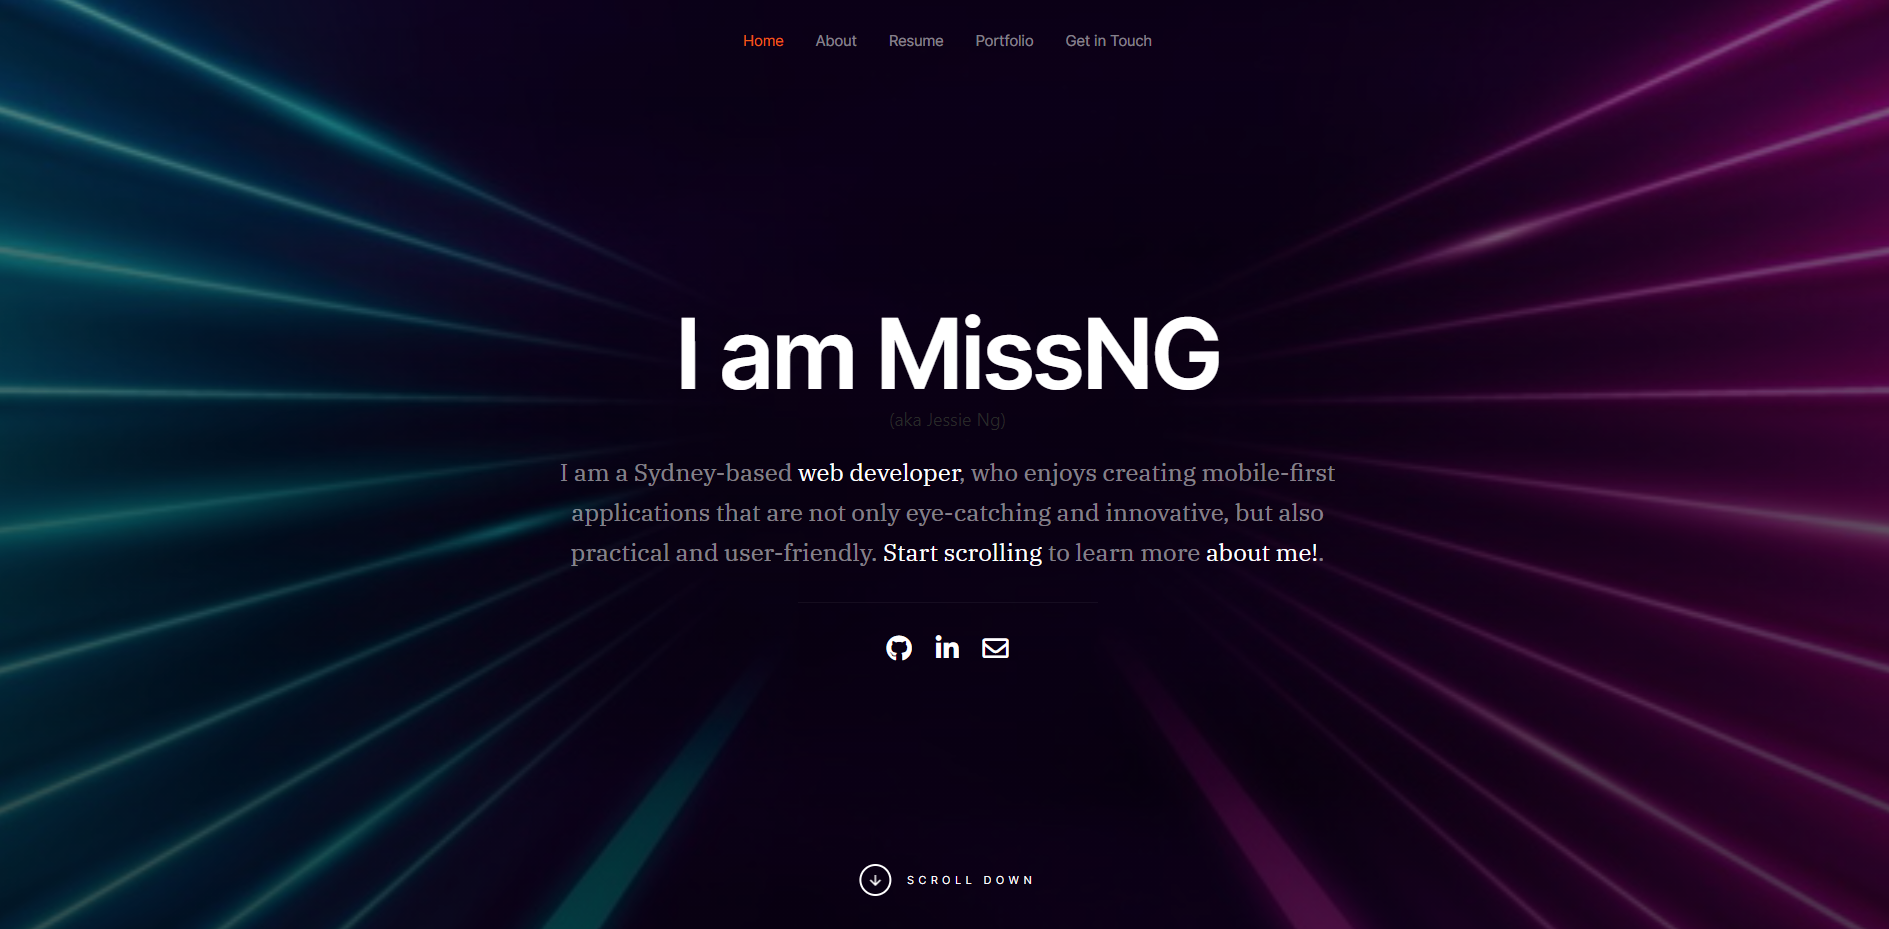 Home About Resume Portfolio Get in Touch
I am MissNG
(aka Jessie Ng)
I am a Sydney-based web developer, who enjoys creating mobile-first
applications that are not only eye-catching and innovative, but also
practical and user-friendly. Start scrolling to learn more about me!.
in
SCROLL DOWN